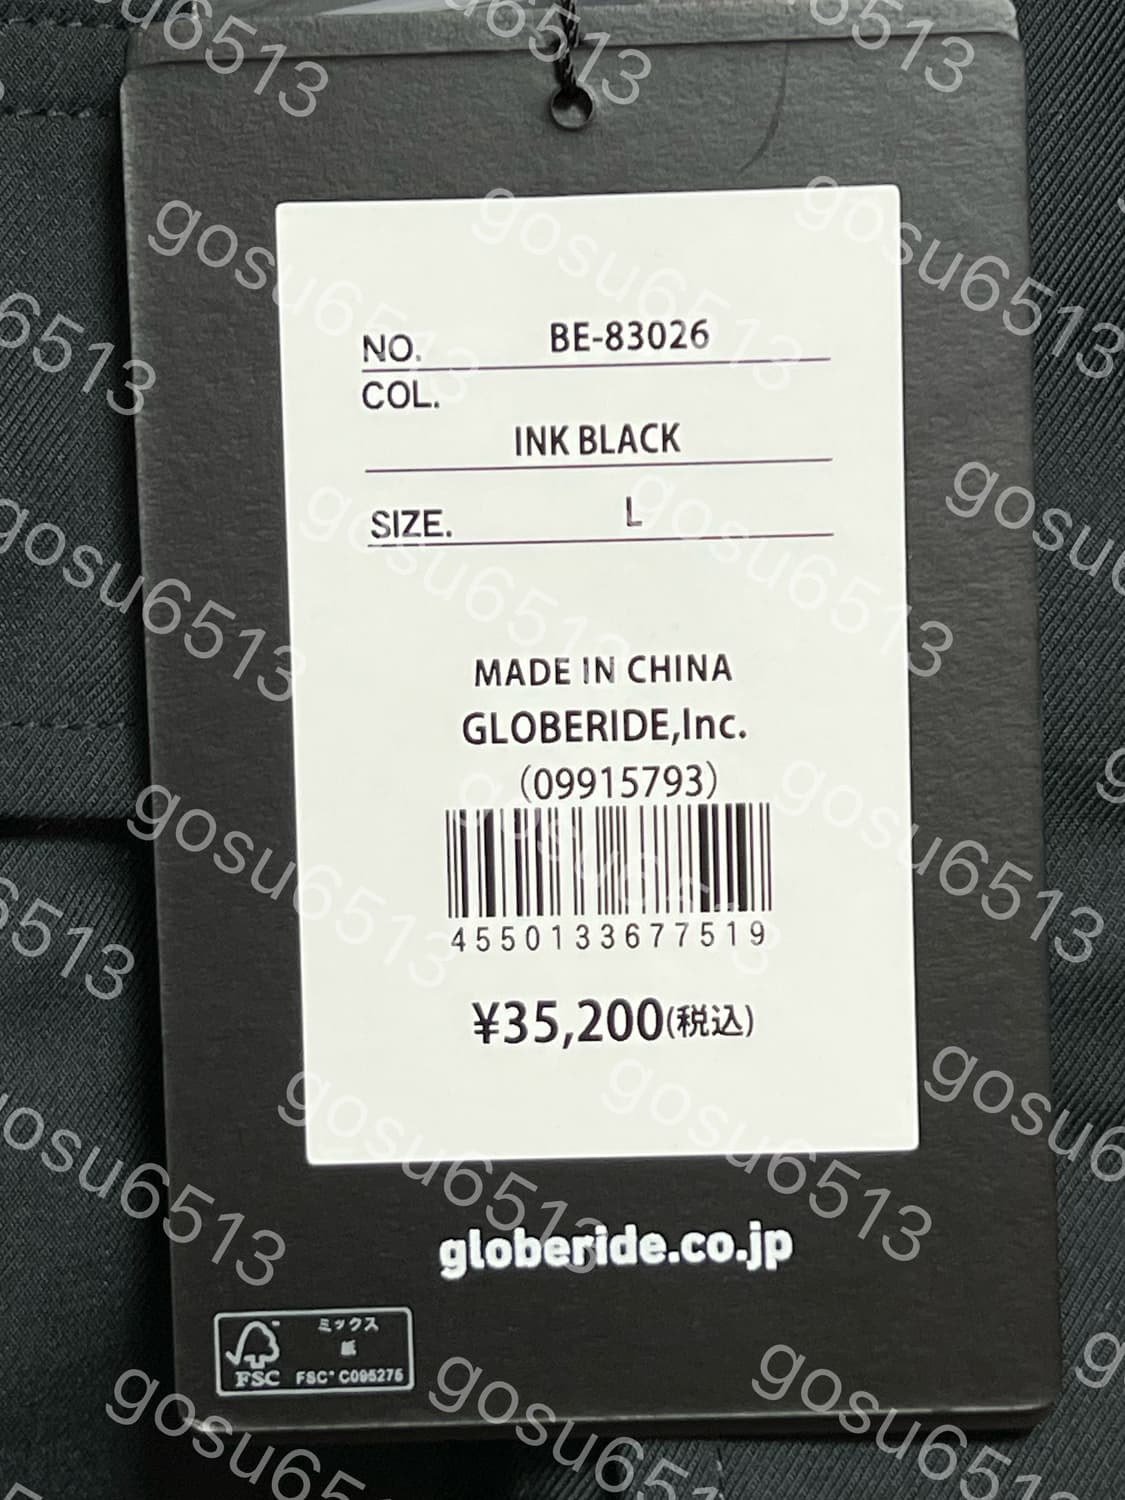 NO. BE-83026
COL.
INK BLACK
SIZE. L
MADE IN CHINA
GLOBERIDE,Inc.
(09915793)
4550133677519
¥35,200(税込)
globeride.co.jp
ミックス
紙
FSC FSC® C095275
gosu6513